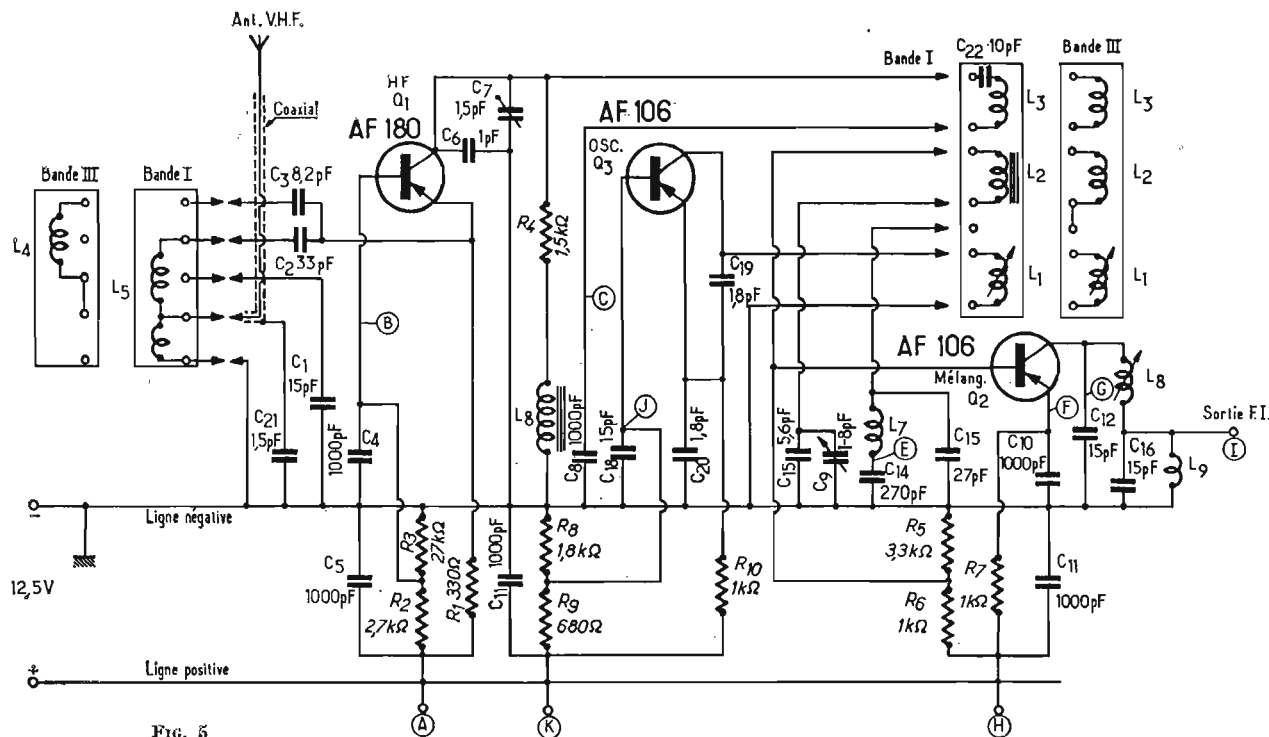 Ant. V.H.F.
Coaxial
Bande III
L4
Bande I
L5
C3 8,2pF
C2 33pF
C1
15pF
C21
1,5pF
1000pF
C4
B
HF
Q1
AF 180
C7
1,5pF
C6
1pF
R4
1,5kΩ
L8
1000pF
C8
C
15pF
C18
J
AF 106
OSC.
Q3
1,8pF
C20
C19
1,8pF
Bande I
C22 10pF
L3
L2
L1
Bande III
L3
L2
L1
5,6pF
C15
1-8pF
C9
L7
E
C14
270pF
C15
27pF
AF 106
Mélang.
Q2
F
C10
1000pF
G
C12
15pF
L8
C16
15pF
L9
Sortie F.I.
I
-
Ligne négative
12,5V
C5
1000pF
R3
27kΩ
R2
2,7kΩ
R1 330Ω
1000pF
C11
R8
1,8kΩ
R9
680Ω
R10
1kΩ
R5
3,3kΩ
R6
1kΩ
R7
1kΩ
C11
1000pF
+
Ligne positive
A
K
H
FIG. 5